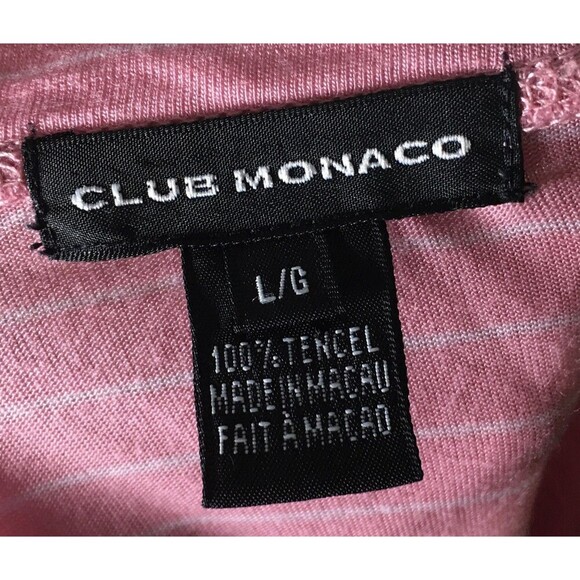 CLUB MONACO
L/G
100% TENCEL
MADE IN MACAU
FAIT À MACAO